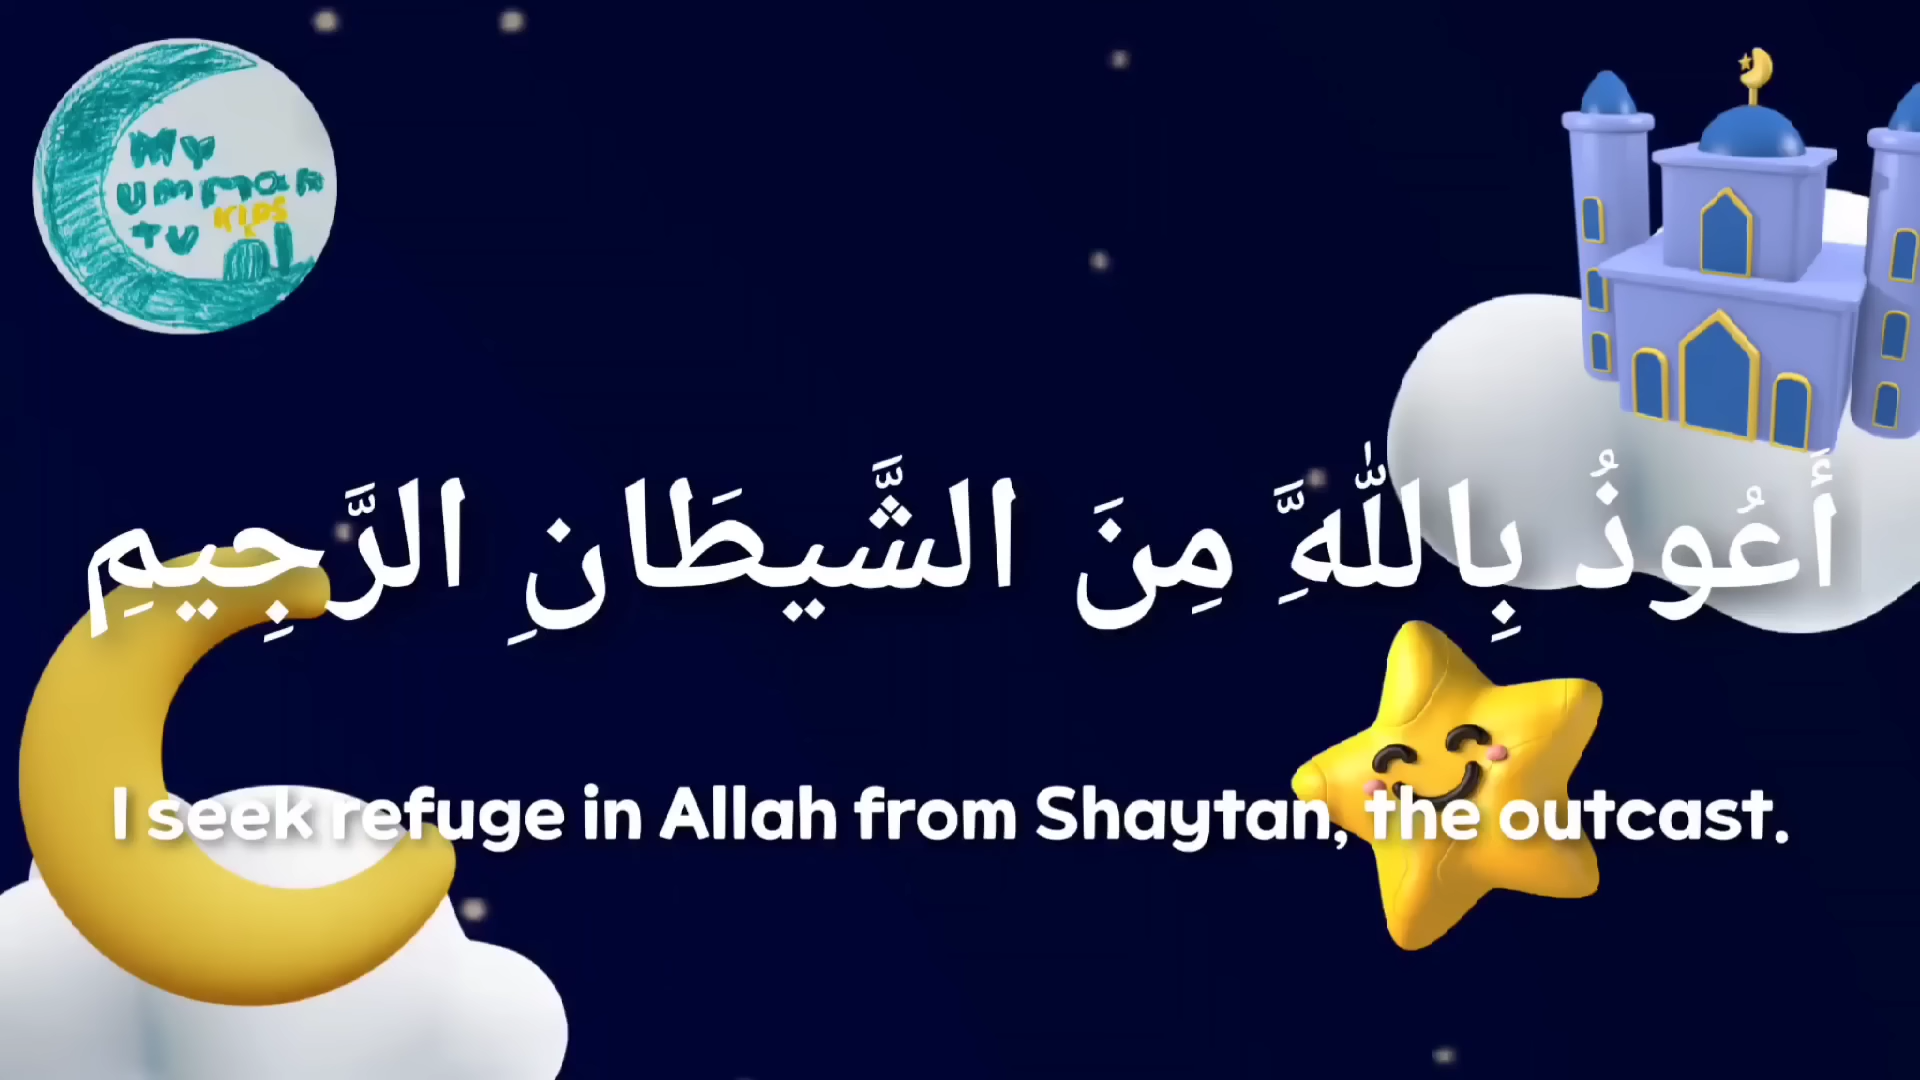 My
ummah
TV KIDS
أَعُوذُ بِاللَّهَِّ مِنَ الشَّيطَانِ الرَّجِيمِ
I seek refuge in Allah from Shaytan, the outcast.